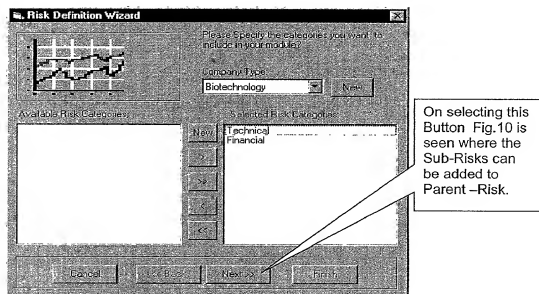 Risk Definition Wizard
Please Specify the categories you want to
include in your module?
Company Type
Biotechnology
New
Available Risk Categories
Selected Risk Categories
New
Technical
Financial
>
>>
<
<<
Cancel
<< Back
Next >>
Finish
On selecting this
Button Fig.10 is
seen where the
Sub-Risks can
be added to
Parent –Risk.